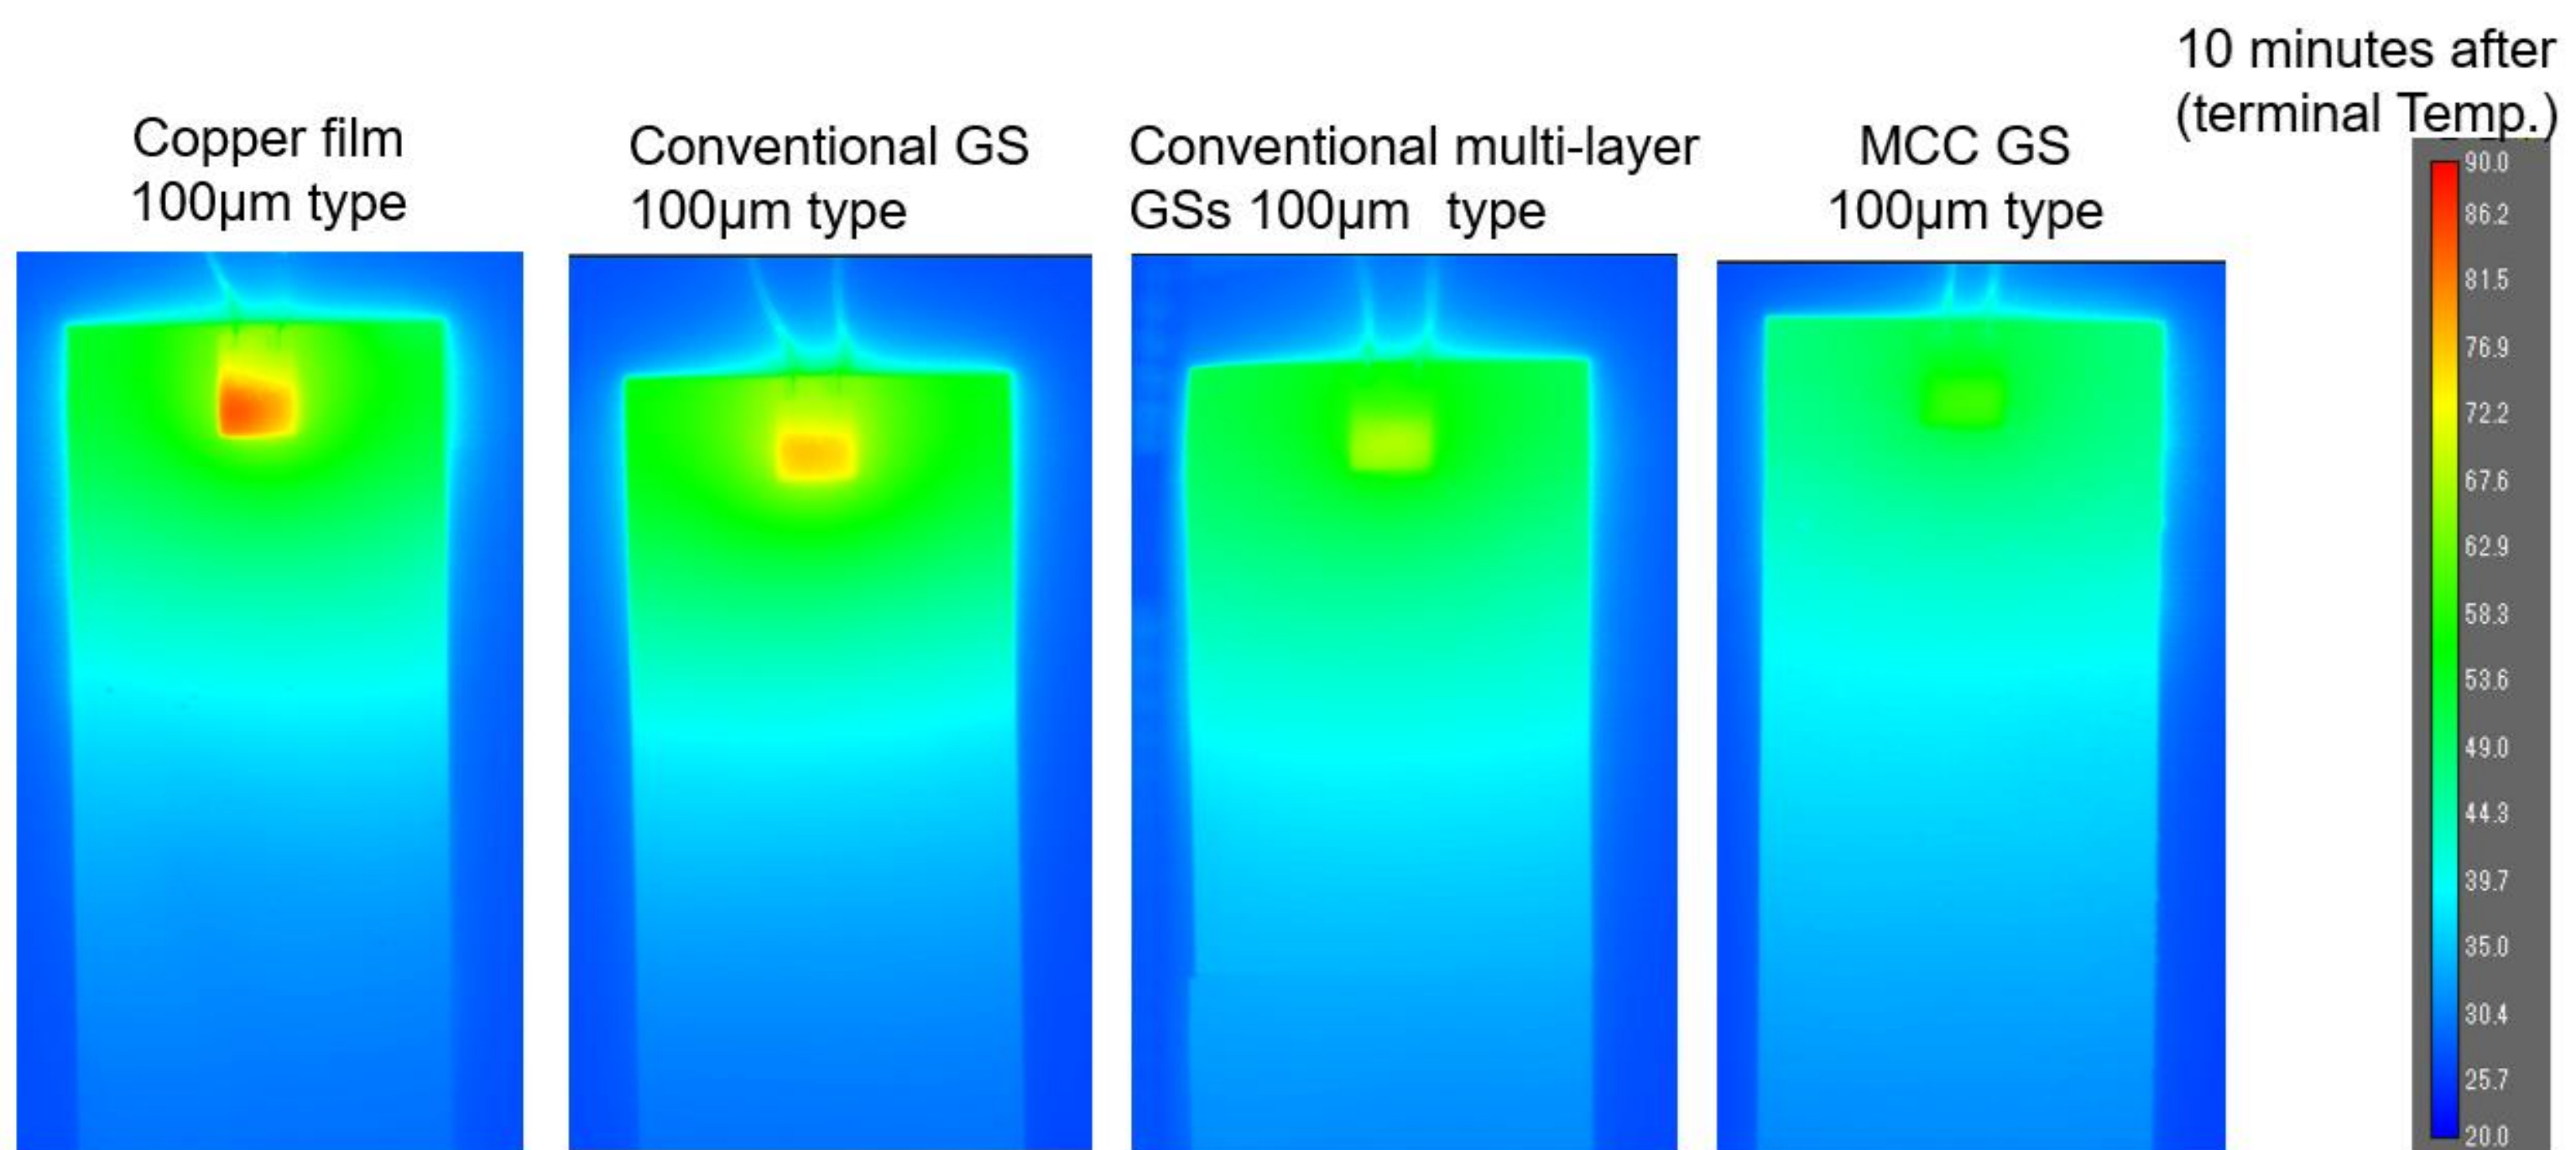 10 minutes after
(terminal Temp.)
Copper film
100μm type
Conventional GS
100μm type
Conventional multi-layer
GSs 100μm type
MCC GS
100μm type
90.0
86.2
81.5
76.9
72.2
67.6
62.9
58.3
53.6
49.0
44.3
39.7
35.0
30.4
25.7
20.0